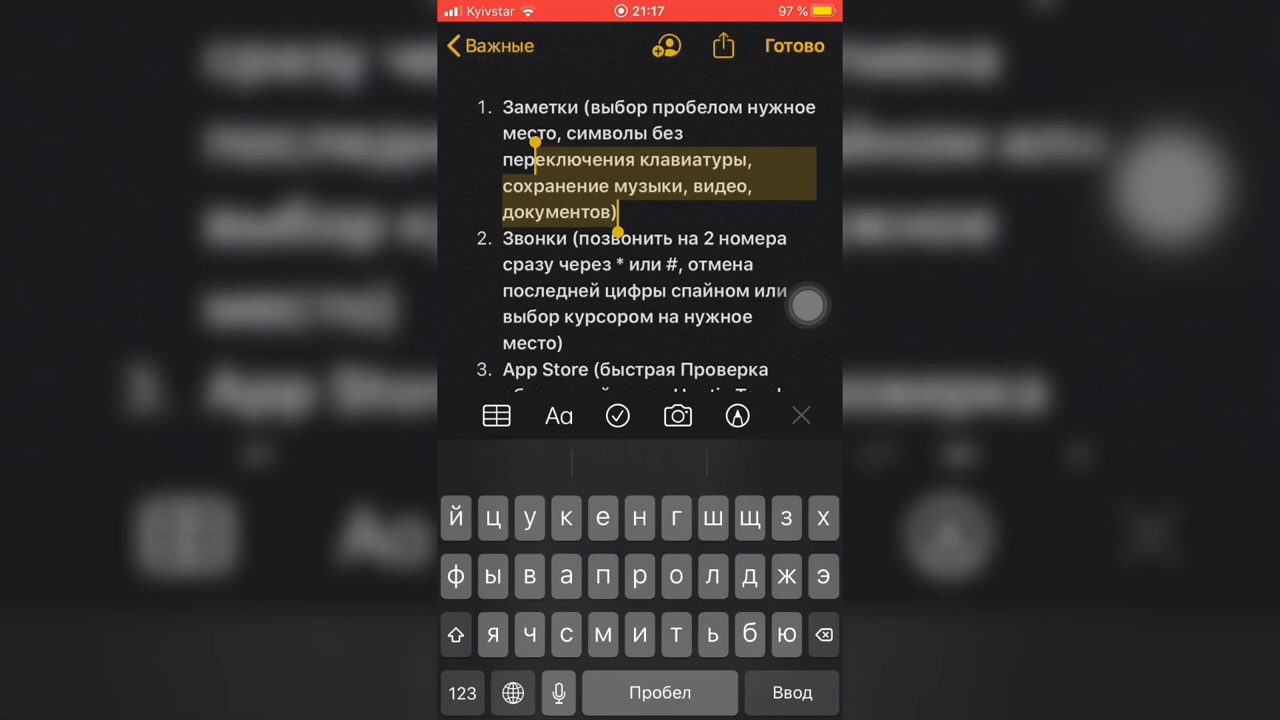 Kyivstar 21:17 97 %
Важные Готово
1. Заметки (выбор пробелом нужное
место, символы без
переключения клавиатуры,
сохранение музыки, видео,
документов)
2. Звонки (позвонить на 2 номера
сразу через * или #, отмена
последней цифры спайном или
выбор курсором на нужное
место)
3. App Store (быстрая Проверка
Aa
й ц у к е н г ш щ з х
ф ы в а п р о л д ж э
я ч с м и т ь б ю
123 Пробел Ввод